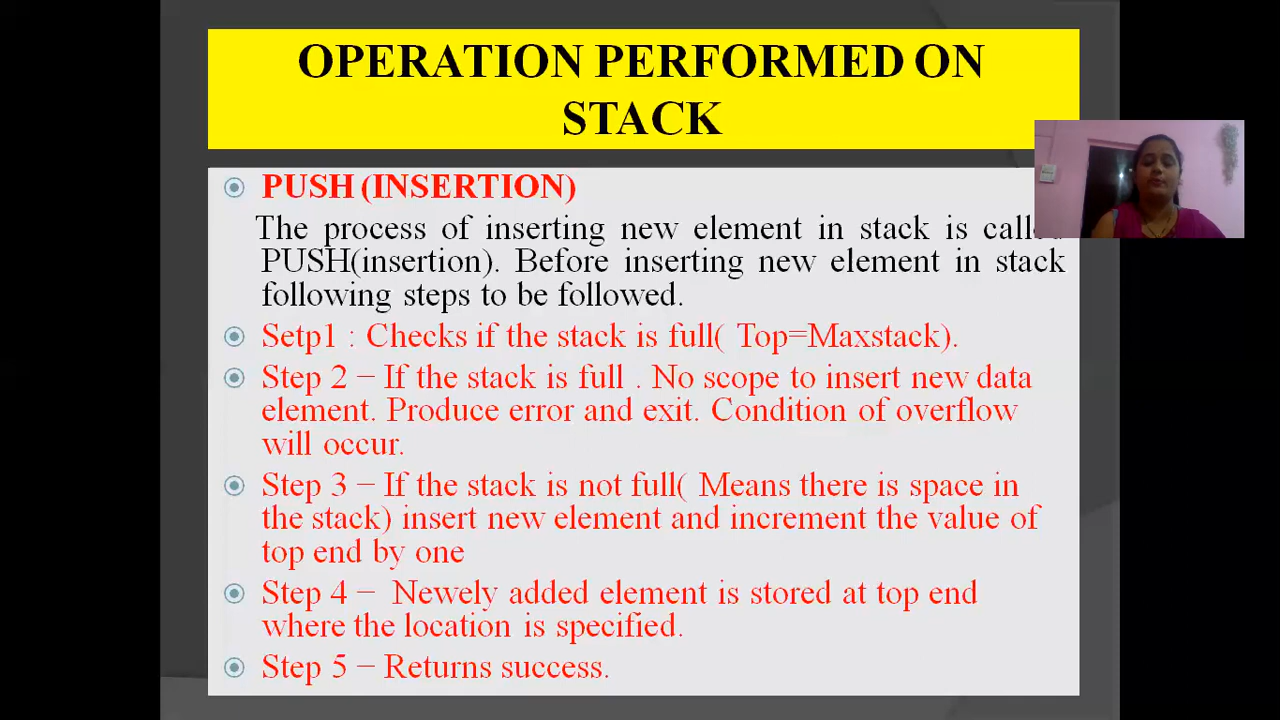 OPERATION PERFORMED ON
STACK
PUSH (INSERTION)
The process of inserting new element in stack is
PUSH(insertion). Before inserting new element in stack
following steps to be followed.
Setp1 : Checks if the stack is full( Top=Maxstack).
Step 2 − If the stack is full . No scope to insert new data
element. Produce error and exit. Condition of overflow
will occur.
Step 3 − If the stack is not full( Means there is space in
the stack) insert new element and increment the value of
top end by one
Step 4 − Newly added element is stored at top end
where the location is specified.
Step 5 − Returns success.